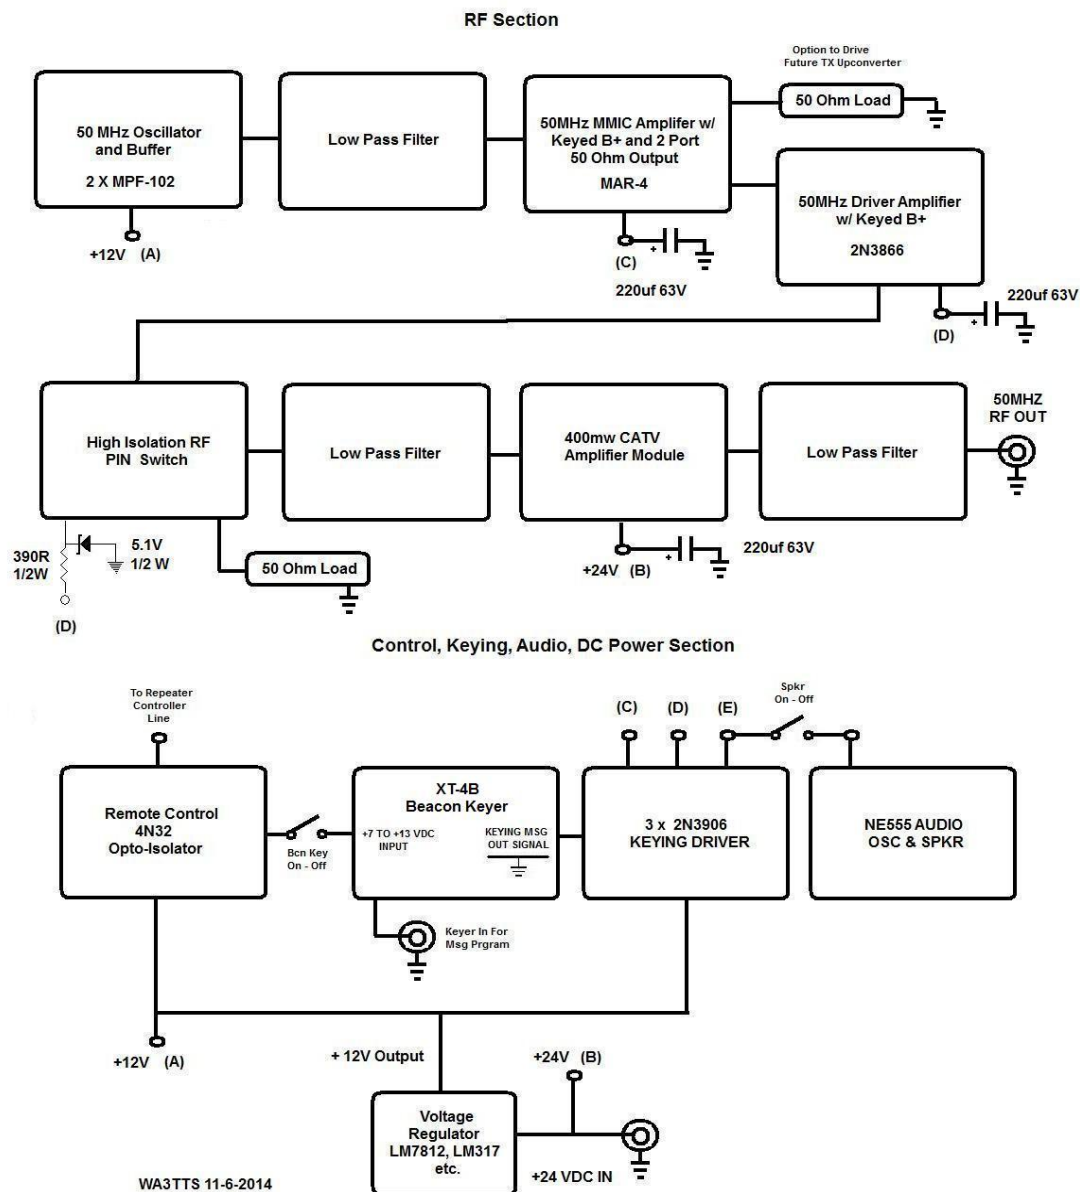 RF Section
Option to Drive
Future TX Upconverter
50 Ohm Load
50 MHz Oscillator
and Buffer
2 X MPF-102
Low Pass Filter
50MHz MMIC Amplifer w/
Keyed B+ and 2 Port
50 Ohm Output
MAR-4
50MHz Driver Amplifier
w/ Keyed B+
2N3866
+12V (A)
+
(C)
220uf 63V
220uf 63V
+
(D)
High Isolation RF
PIN Switch
Low Pass Filter
400mw CATV
Amplifier Module
Low Pass Filter
50MHZ
RF OUT
390R
1/2W
5.1V
1/2 W
(D)
50 Ohm Load
+24V (B)
+
220uf 63V
Control, Keying, Audio, DC Power Section
To Repeater
Controller
Line
(C)
(D)
(E)
Spkr
On - Off
Remote Control
4N32
Opto-Isolator
Bcn Key
On - Off
XT-4B
Beacon Keyer
+7 TO +13 VDC
INPUT
KEYING MSG
OUT SIGNAL
3 x 2N3906
KEYING DRIVER
NE555 AUDIO
OSC & SPKR
Keyer In For
Msg Prgram
+12V (A)
+ 12V Output
+24V (B)
Voltage
Regulator
LM7812, LM317
etc.
+24 VDC IN
WA3TTS 11-6-2014